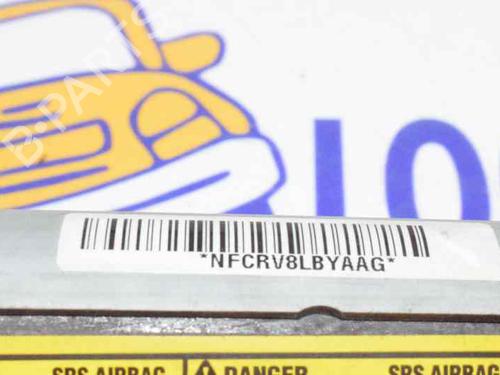 B-PARTS
*NFCRV8LBYAAG*
SRS AIRBAG
DANGER
SRS AIRBAG